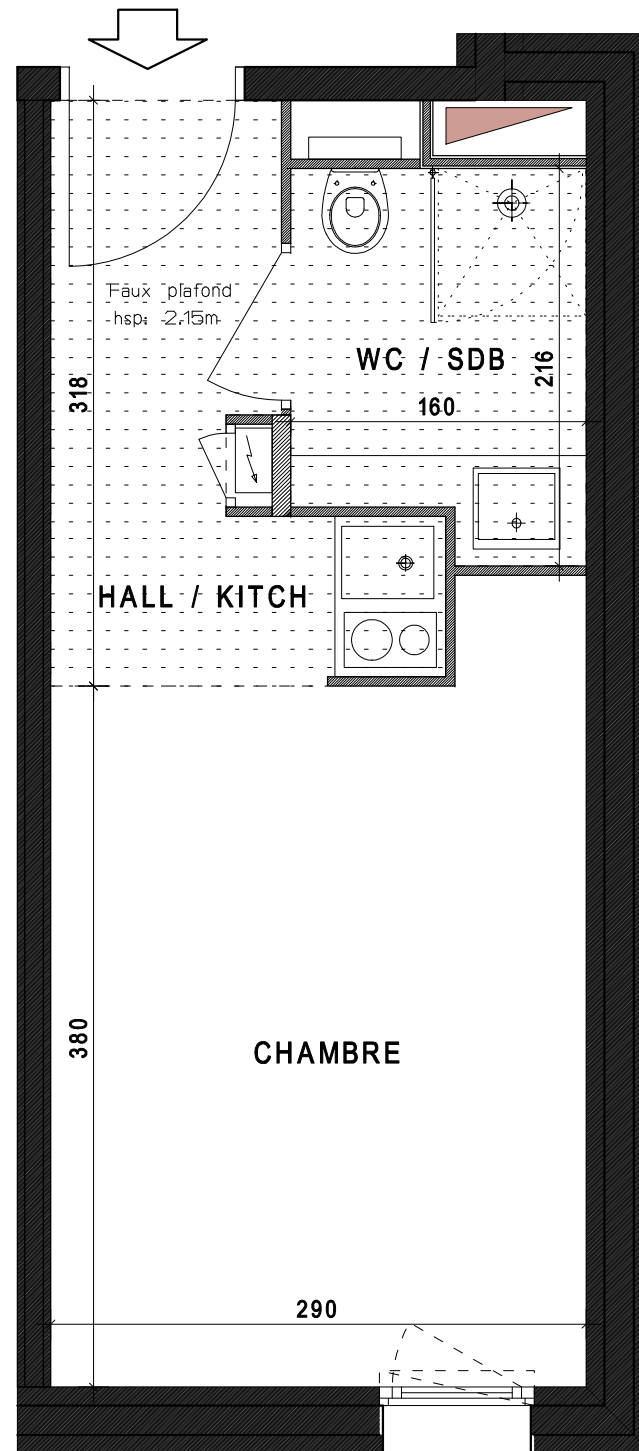 Faux plafond
hsp: 2.15m
WC / SDB
318
216
160
HALL / KITCH
380
CHAMBRE
290